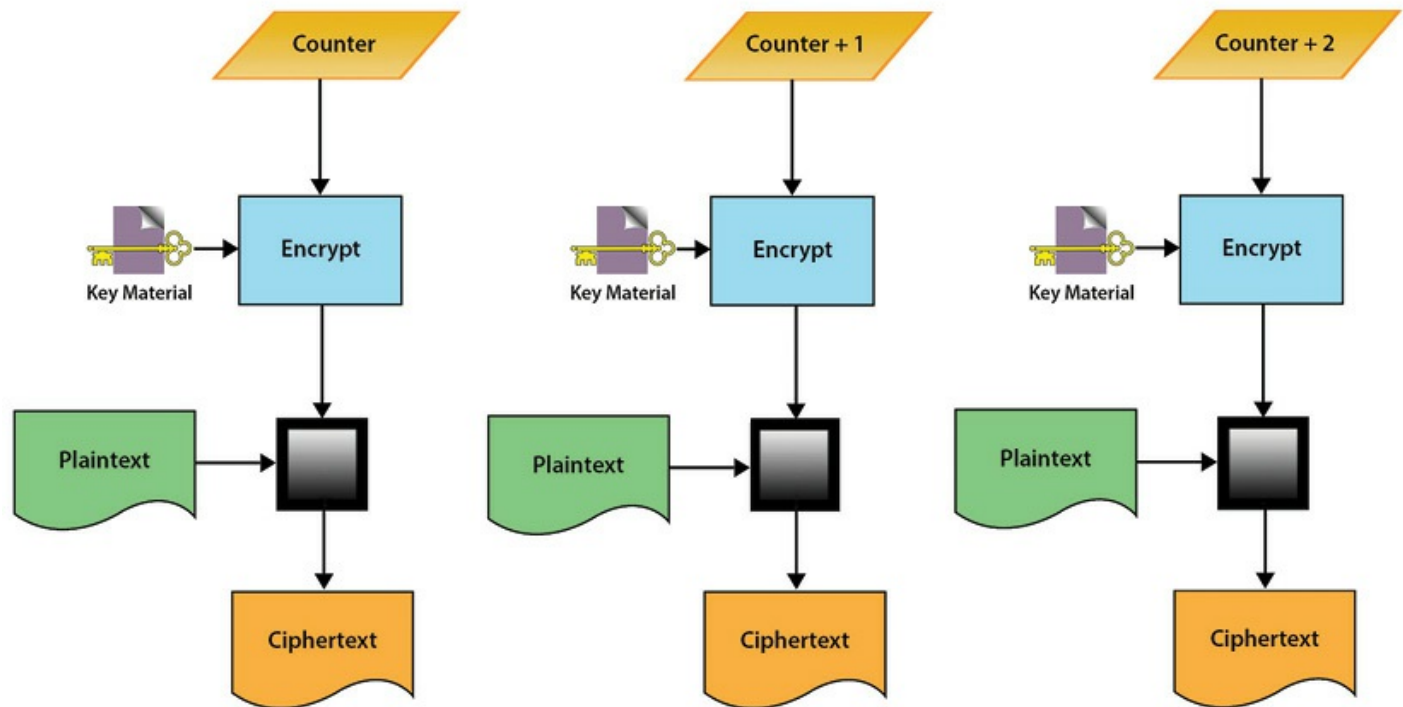 Counter
Counter + 1
Counter + 2
Encrypt
Encrypt
Encrypt
Key Material
Key Material
Key Material
Plaintext
Plaintext
Plaintext
Ciphertext
Ciphertext
Ciphertext